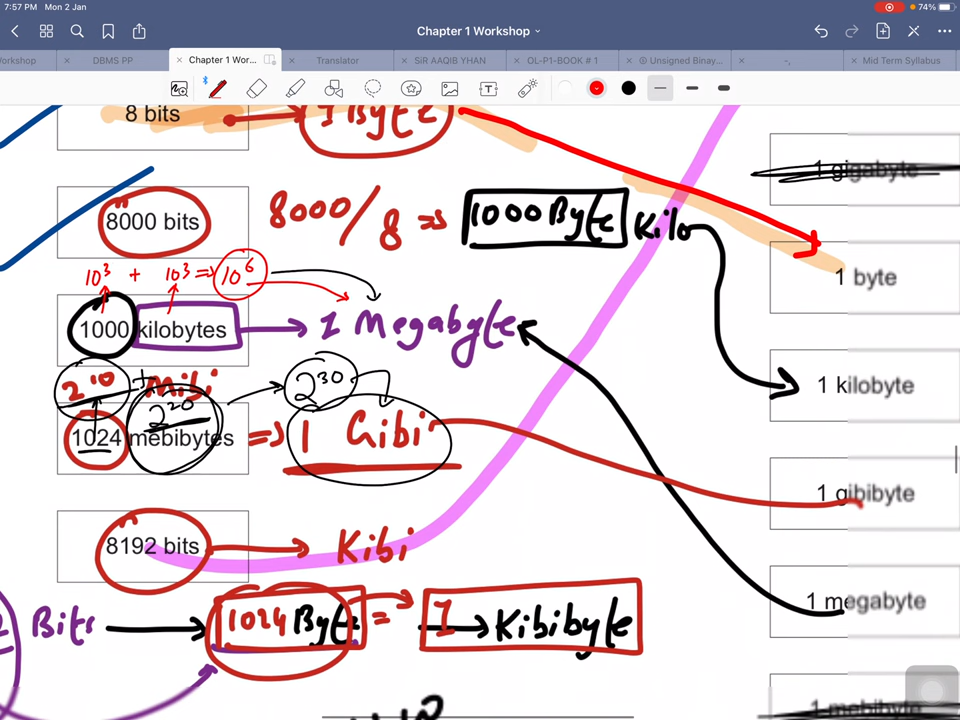 7:57 PM Mon 2 Jan
74%
Chapter 1 Workshop
orkshop
DBMS PP
Chapter 1 Wor...
Translator
SiR AAQIB YHAN
OL-P1-BOOK # 1
Unsigned Binay...
Mid Term Syllabus
8 bits
1 Byte
1 gigabyte
8000 bits
8000/8 => 1000Byte Kilo
1 byte
10³ + 10³ => 10⁶
1000 kilobytes
1 Megabyte
1 kilobyte
2¹⁰ + Mibi
2²⁰
2³⁰
1024 mebibytes => 1 Gibi
1 gibibyte
8192 bits
Kibi
1 megabyte
Bits
1024 Byte = 1 Kibibyte
1 mebibyte